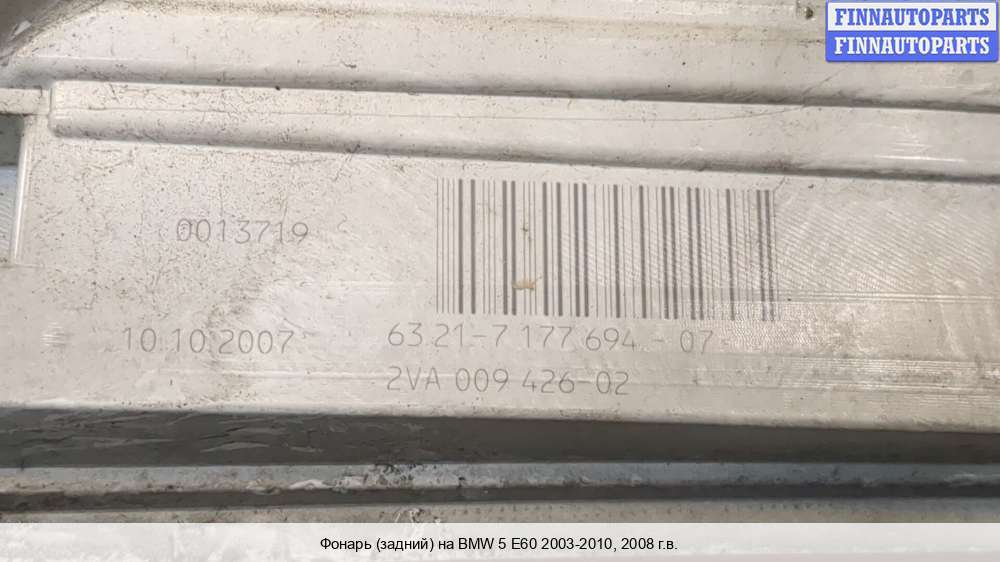 FINNAUTOPARTS
FINNAUTOPARTS
0013719
10.10.2007
63.21-7 177 694 - 07
2VA 009 426-02
Фонарь (задний) на BMW 5 E60 2003-2010, 2008 г.в.